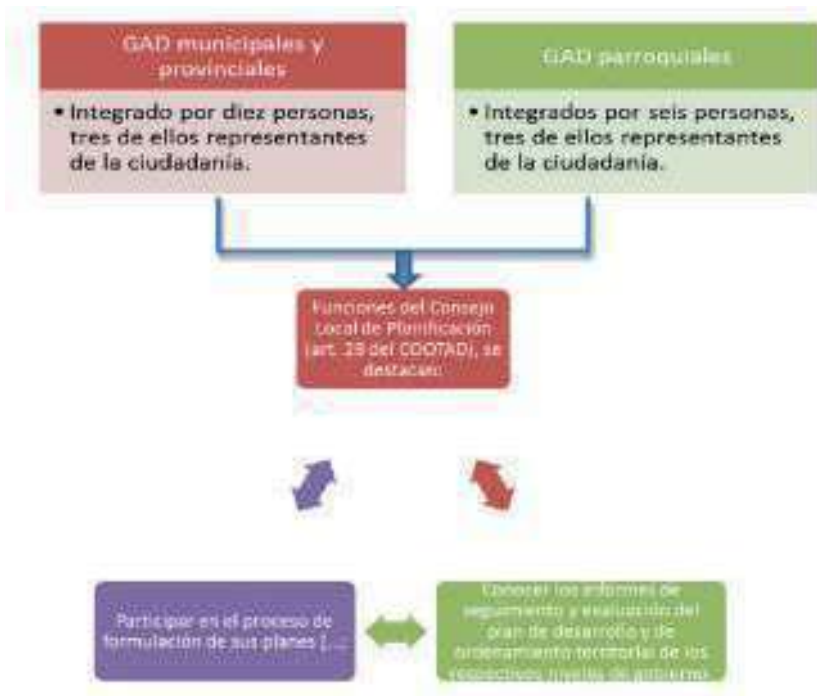 GAD municipales y
provinciales
• Integrado por diez personas,
tres de ellos representantes
de la ciudadanía.
GAD parroquiales
• Integrados por seis personas,
tres de ellos representantes
de la ciudadanía.
Funciones del Consejo
Local de Planificación
(art. 29 del COOTAD), se
destacan:
Participar en el proceso de
formulación de sus planes [...
Conocer los informes de
seguimiento y evaluación del
plan de desarrollo y de
ordenamiento territorial de los
respectivos niveles de gobierno.